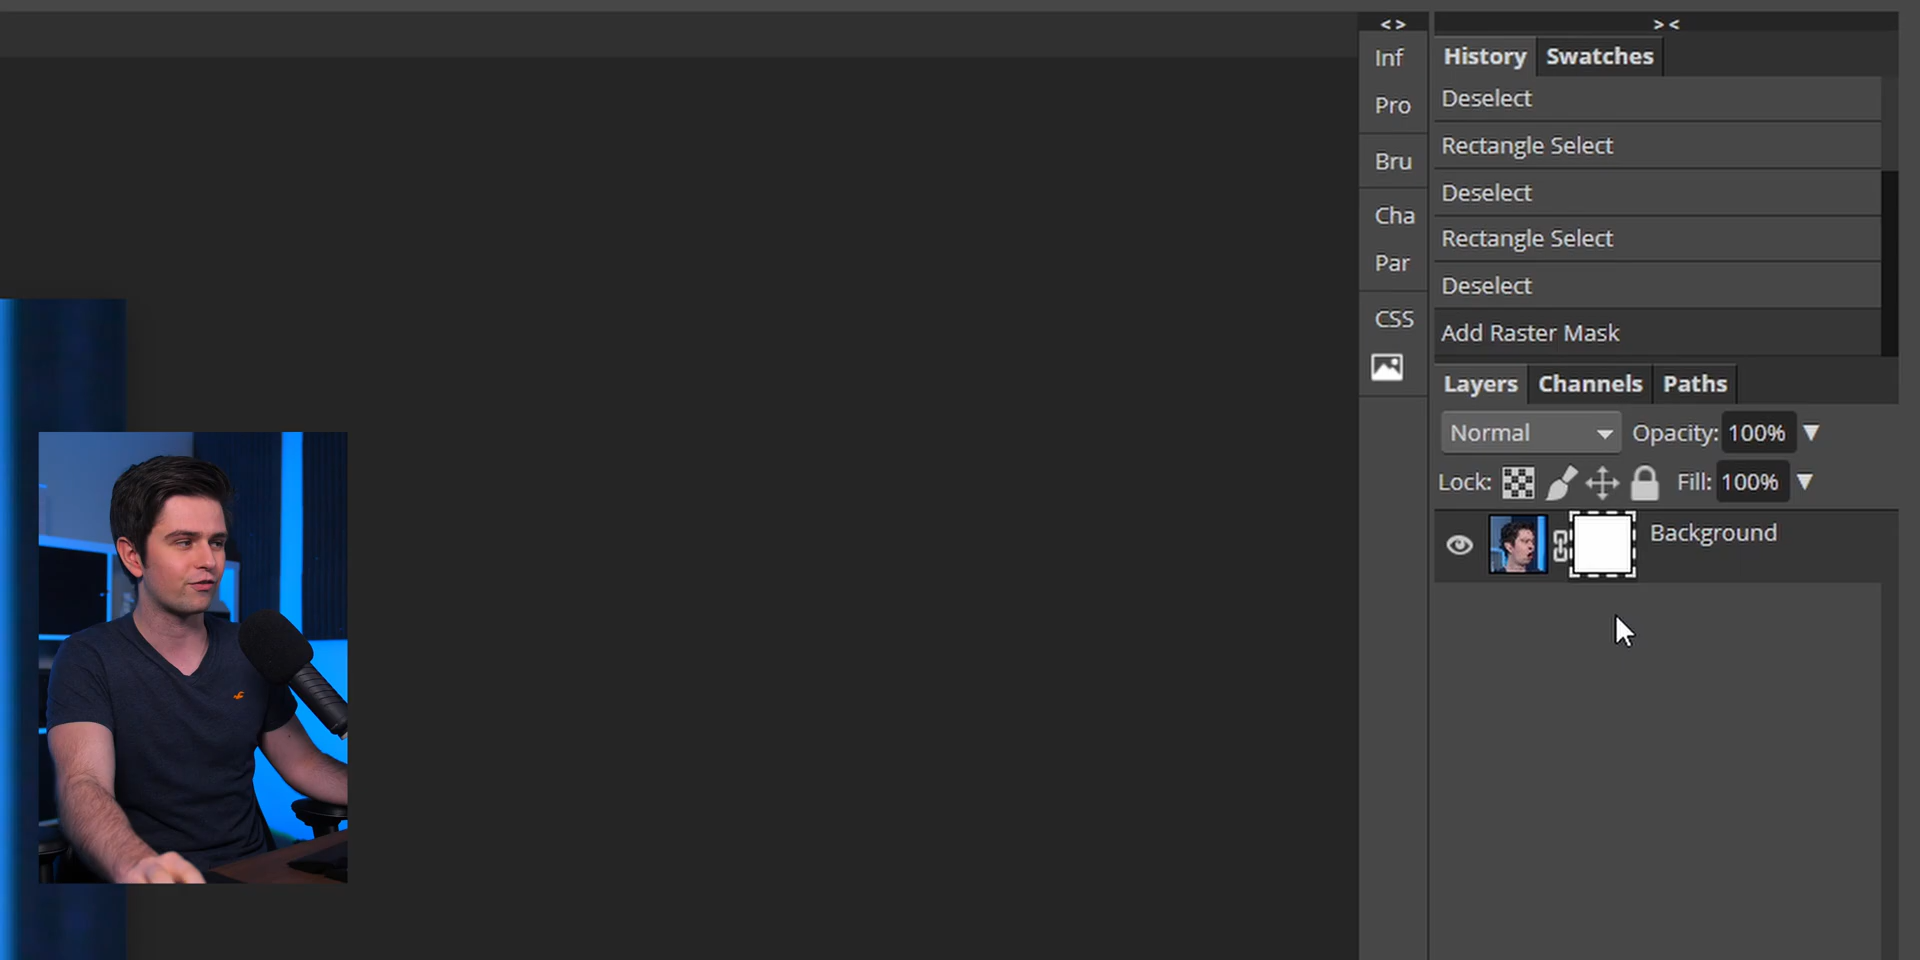 < >
> <
Inf
Pro
Bru
Cha
Par
CSS
History Swatches
Deselect
Rectangle Select
Deselect
Rectangle Select
Deselect
Add Raster Mask
Layers Channels Paths
Normal Opacity: 100%
Lock: Fill: 100%
Background